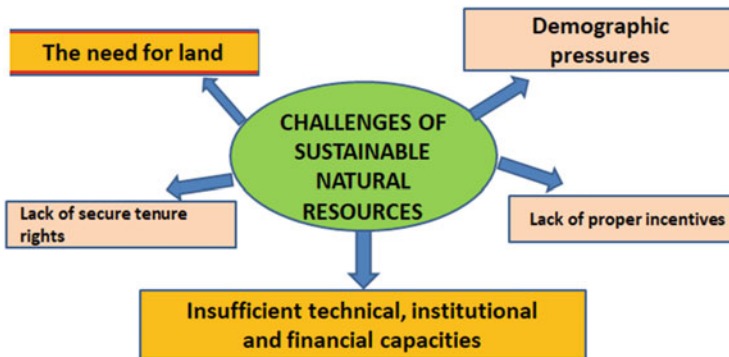 The need for land
Demographic
pressures
CHALLENGES OF
SUSTAINABLE
NATURAL
RESOURCES
Lack of secure tenure
rights
Lack of proper incentives
Insufficient technical, institutional
and financial capacities